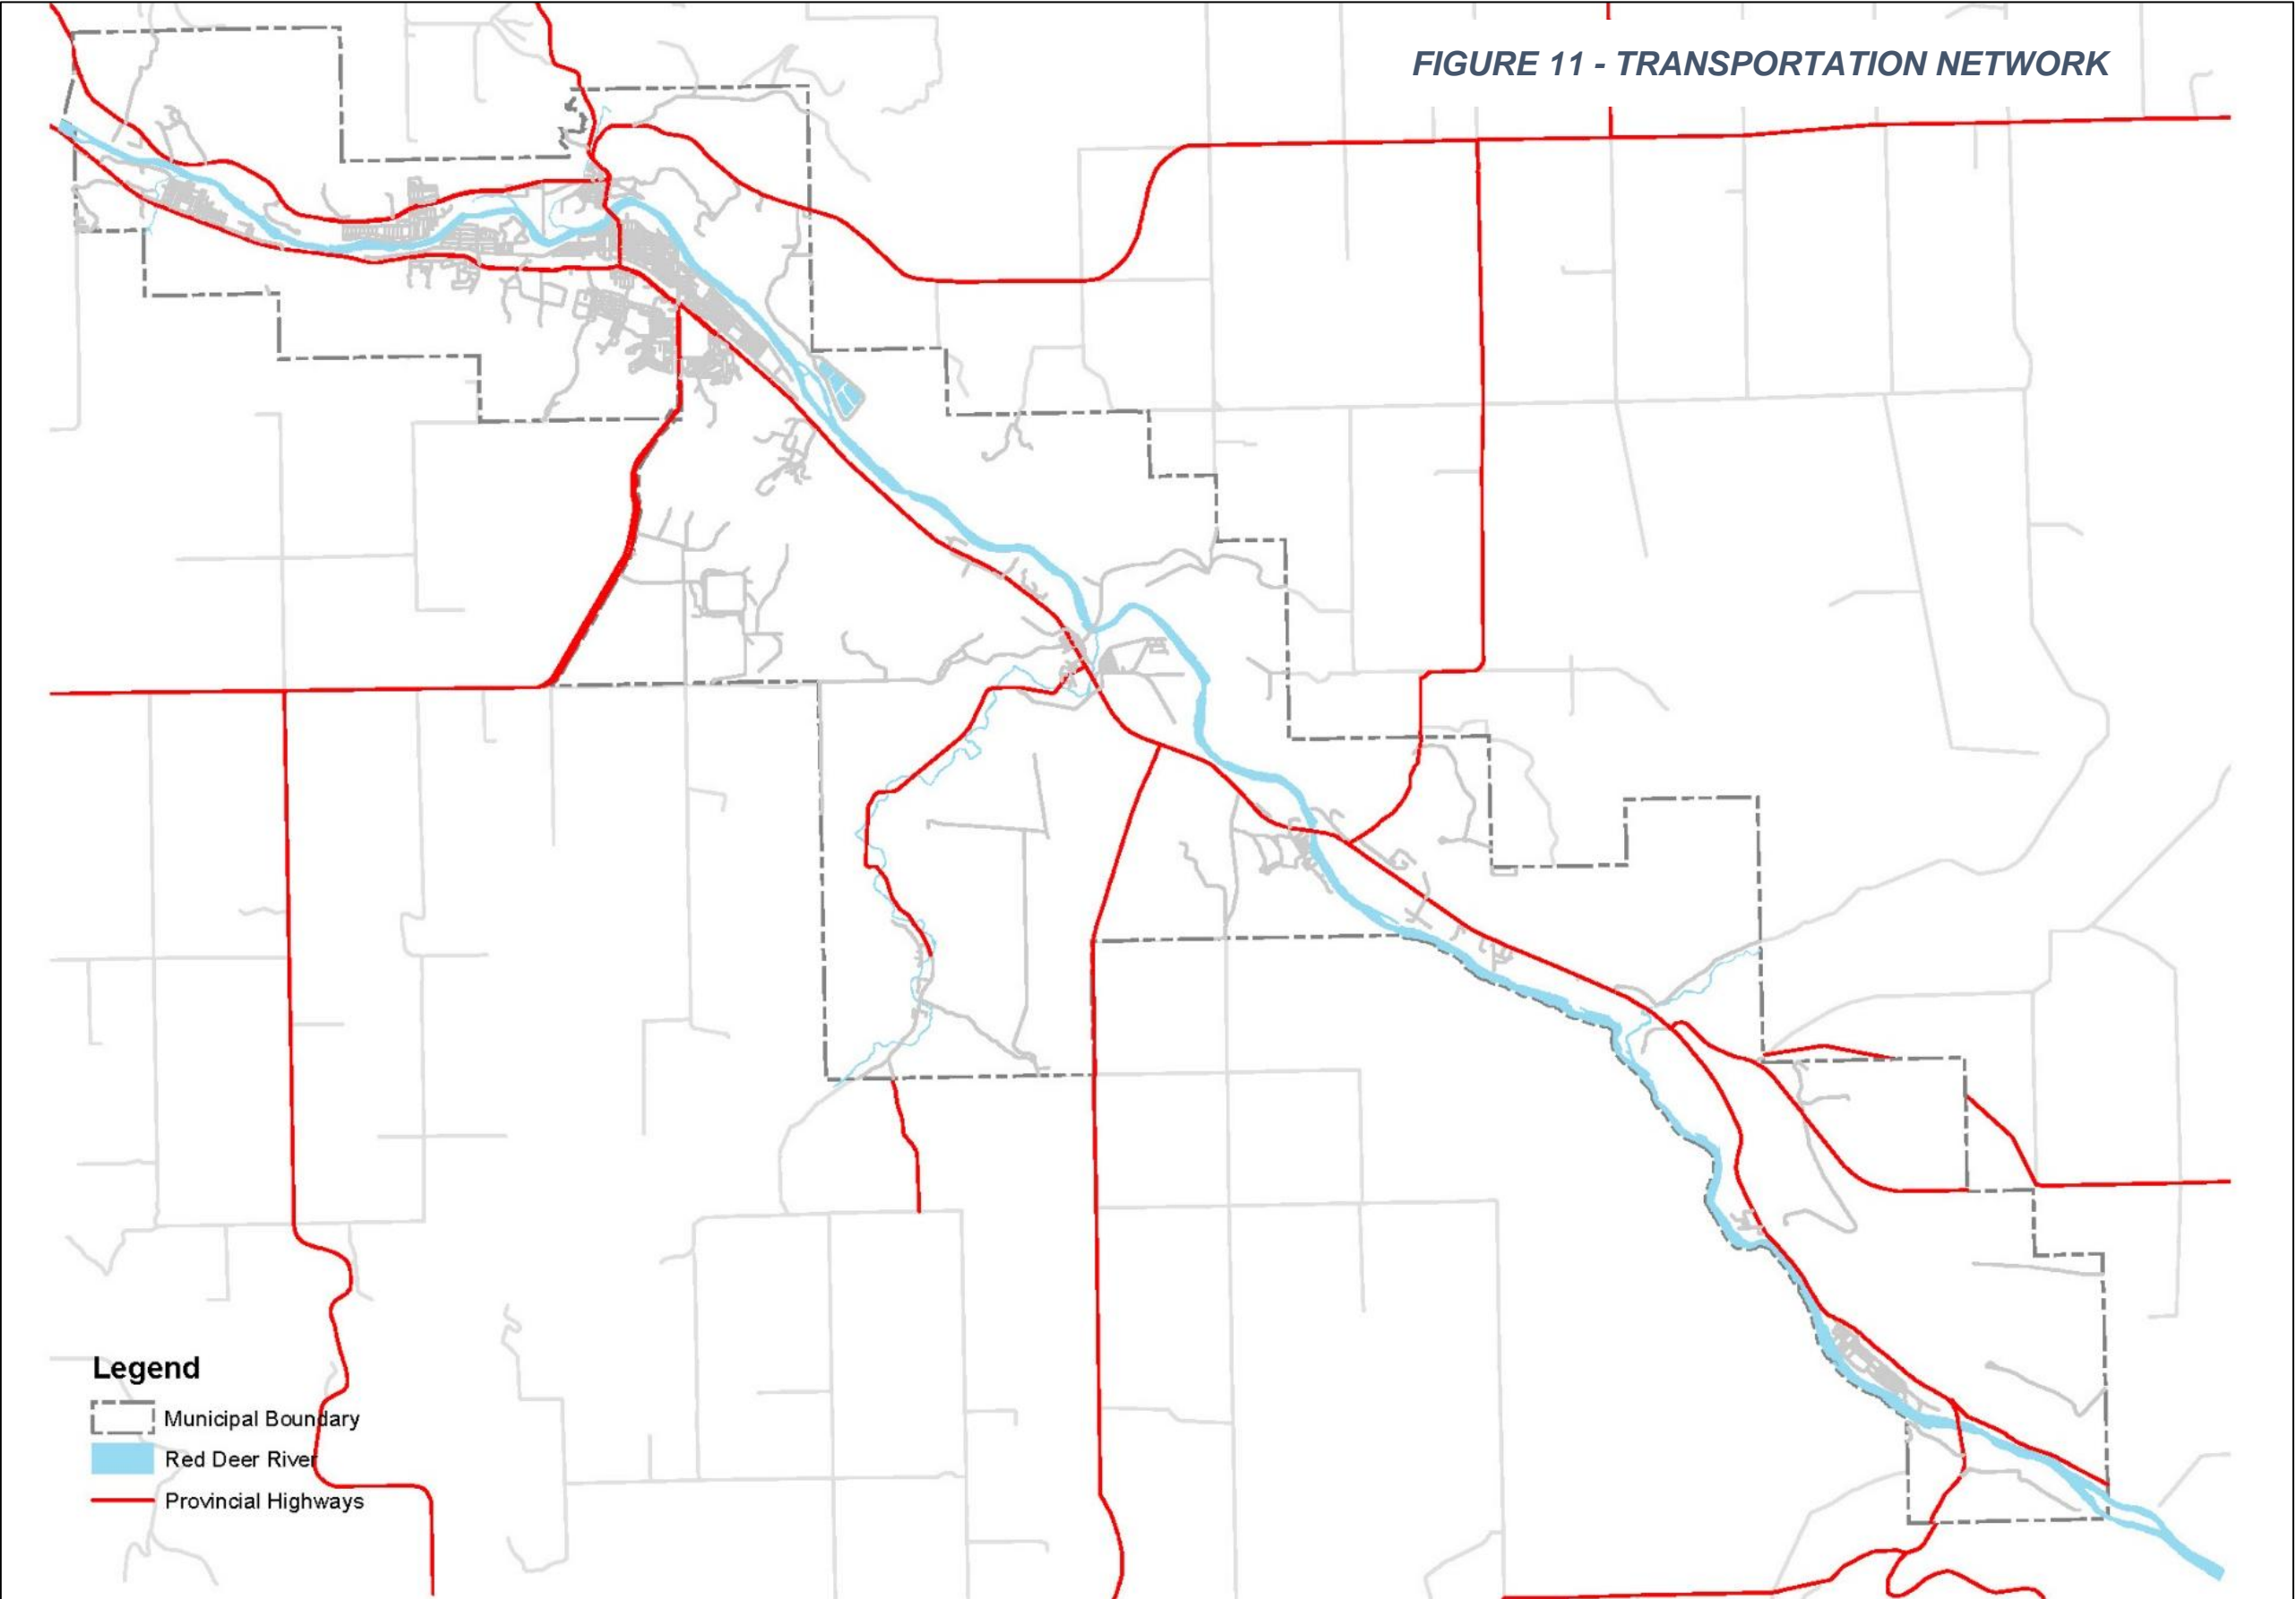 FIGURE 11 - TRANSPORTATION NETWORK
Legend
Municipal Boundary
Red Deer River
Provincial Highways